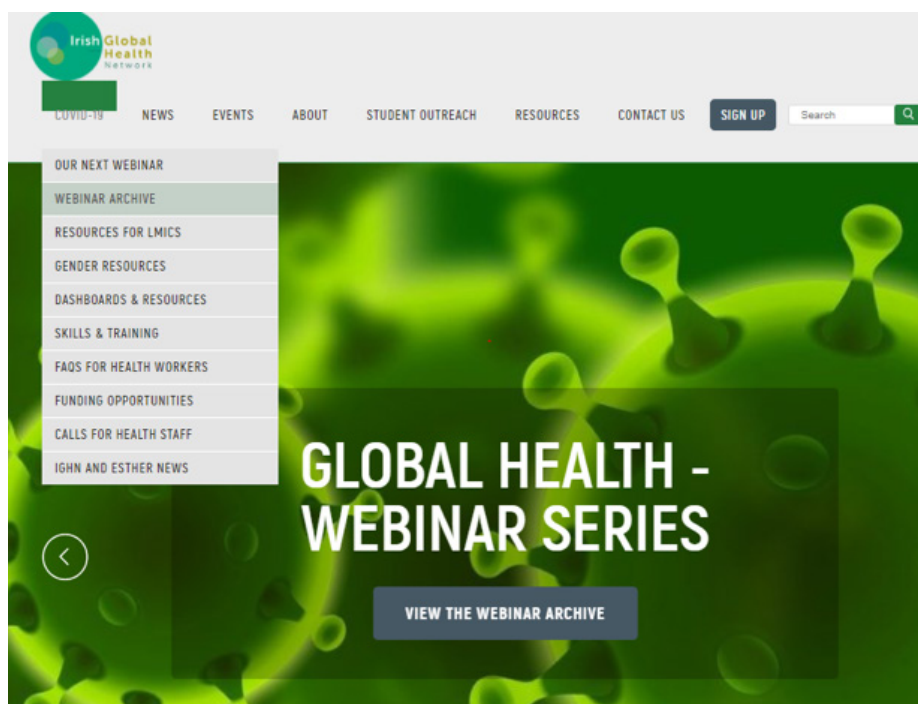 Irish Global
Health
Network
COVID-19 NEWS EVENTS ABOUT STUDENT OUTREACH RESOURCES CONTACT US SIGN UP Search
OUR NEXT WEBINAR
WEBINAR ARCHIVE
RESOURCES FOR LMICS
GENDER RESOURCES
DASHBOARDS & RESOURCES
SKILLS & TRAINING
FAQS FOR HEALTH WORKERS
FUNDING OPPORTUNITIES
CALLS FOR HEALTH STAFF
IGHN AND ESTHER NEWS
GLOBAL HEALTH -
WEBINAR SERIES
VIEW THE WEBINAR ARCHIVE